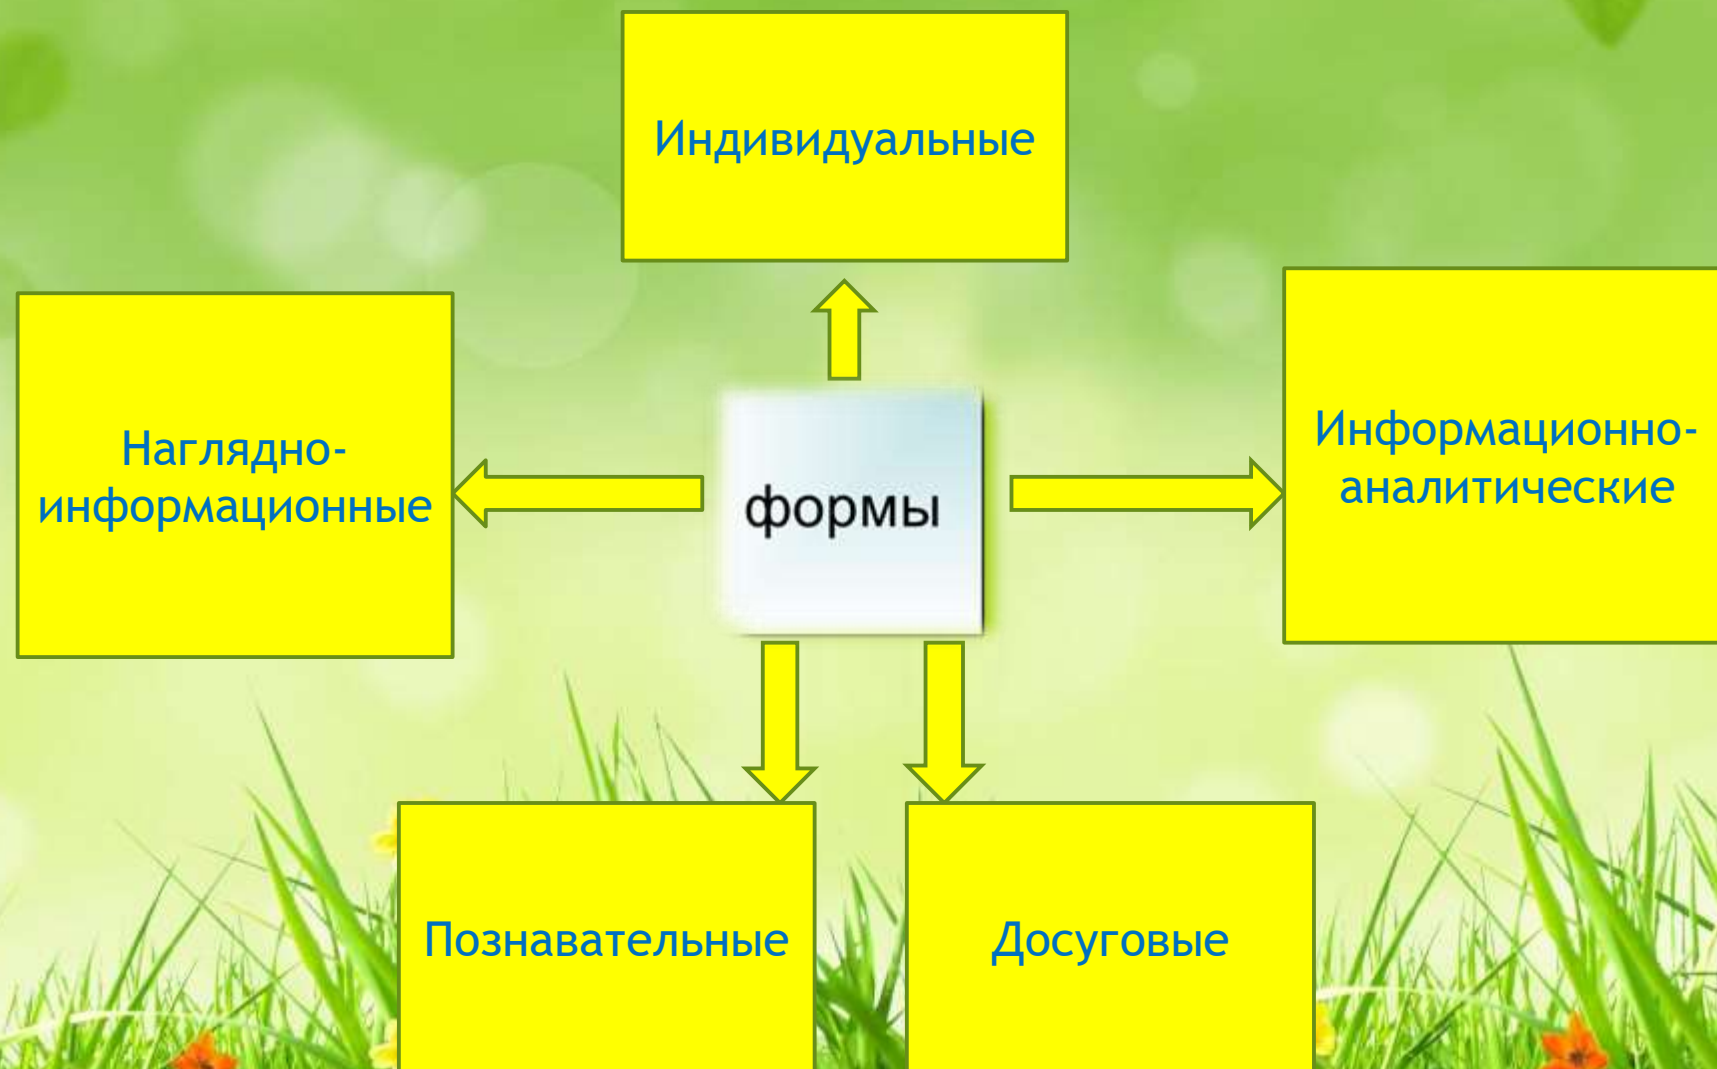 Индивидуальные
Наглядно-
информационные
формы
Информационно-
аналитические
Познавательные
Досуговые